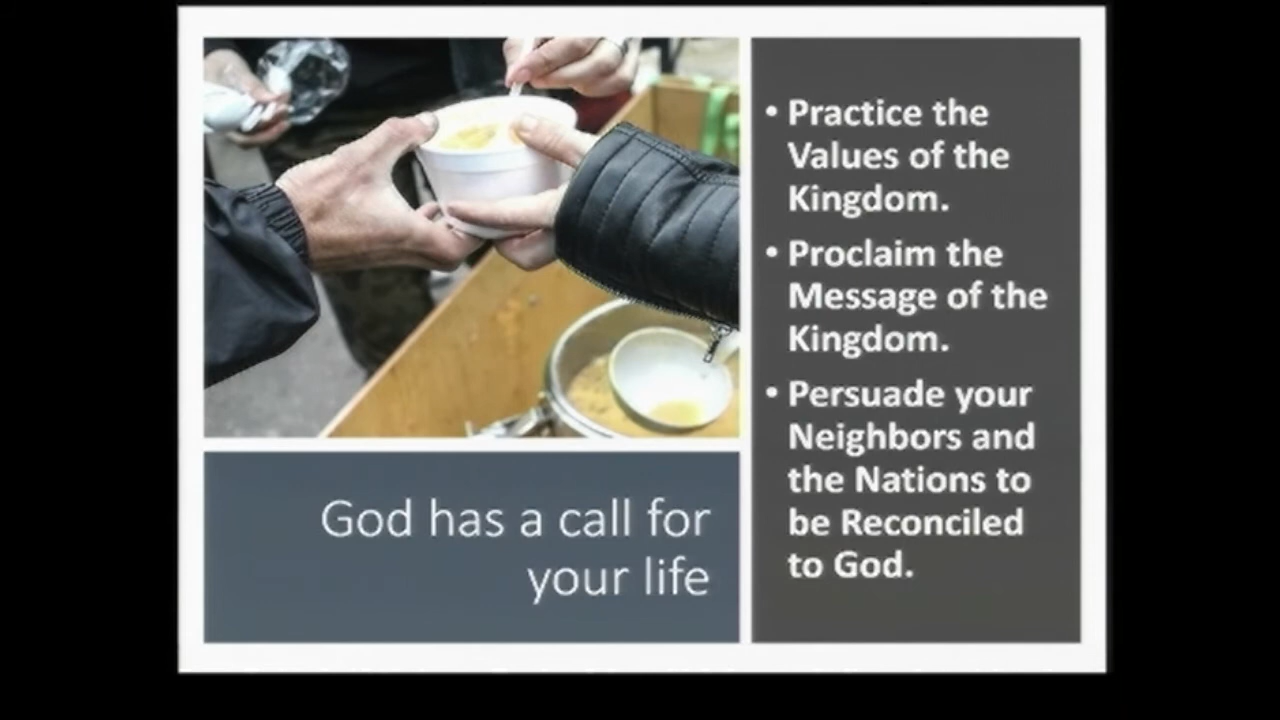 • Practice the
Values of the
Kingdom.
• Proclaim the
Message of the
Kingdom.
• Persuade your
Neighbors and
the Nations to
be Reconciled
to God.
God has a call for
your life